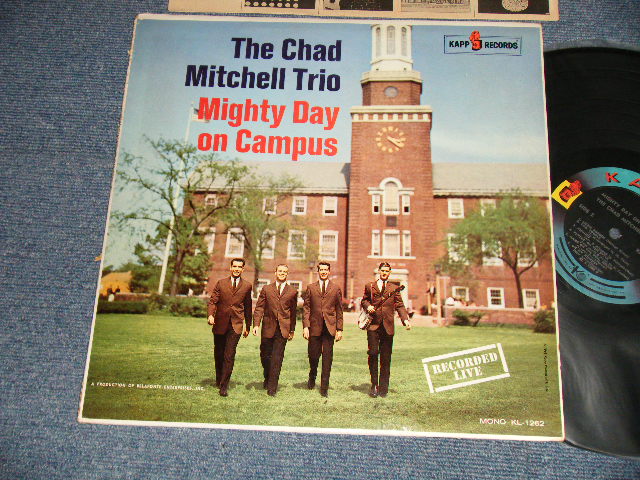 The Chad
Mitchell Trio
Mighty Day
on Campus
KAPP RECORDS
RECORDED
LIVE
A PRODUCTION OF BELAFONTE ENTERPRISES, INC.
MONO KL-1262
KA